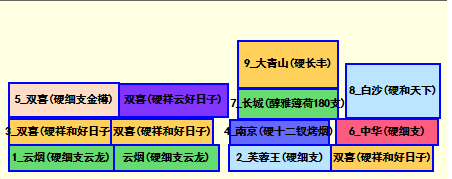 9_大青山(硬长丰)
5_双喜(硬细支金樽) 双喜(硬祥云好日子) 7_长城(醇雅薄荷180支) 8_白沙(硬和天下)
3_双喜(硬祥和好日子 双喜(硬祥和好日子) 4_南京(硬十二钗烤烟) 6_中华(硬细支)
1_云烟(硬细支云龙) 云烟(硬细支云龙) 2_芙蓉王(硬细支) 双喜(硬祥和好日子)